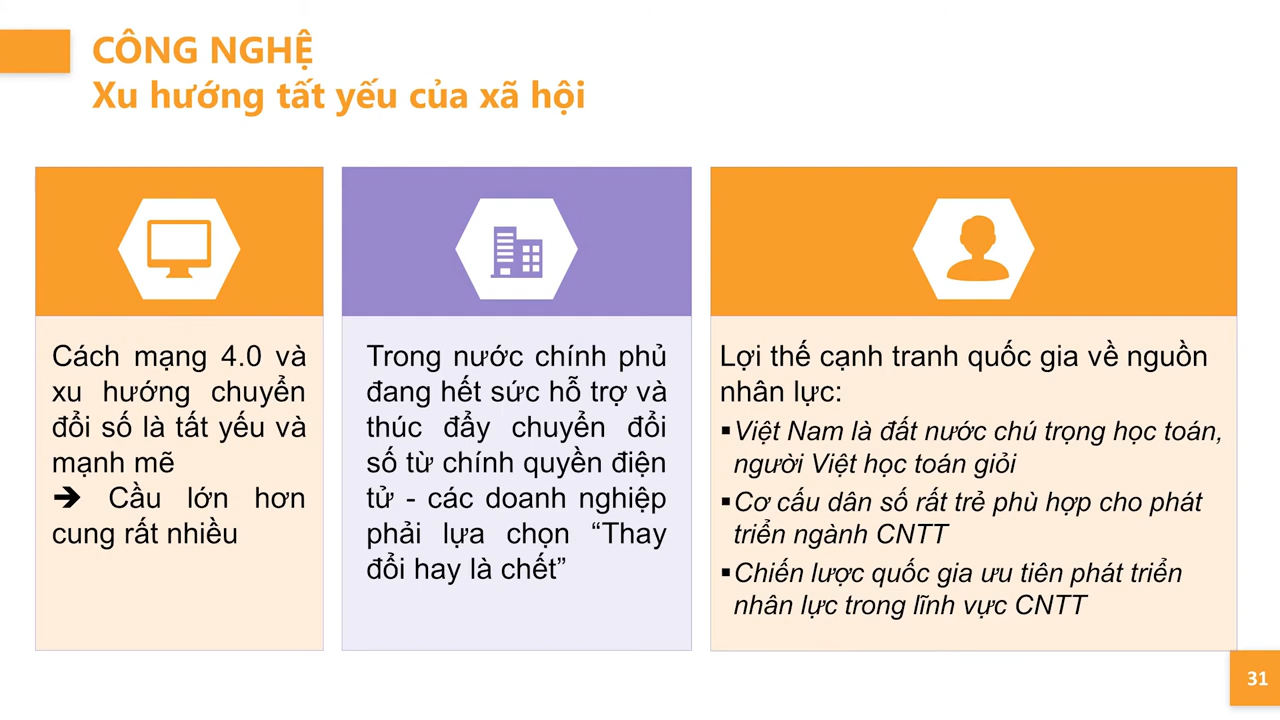 CÔNG NGHỆ
Xu hướng tất yếu của xã hội
Cách mạng 4.0 và
xu hướng chuyển
đổi số là tất yếu và
mạnh mẽ
➔ Cầu lớn hơn
cung rất nhiều
Trong nước chính phủ
đang hết sức hỗ trợ và
thúc đẩy chuyển đổi
số từ chính quyền điện
tử - các doanh nghiệp
phải lựa chọn “Thay
đổi hay là chết”
Lợi thế cạnh tranh quốc gia về nguồn
nhân lực:
▪Việt Nam là đất nước chú trọng học toán,
người Việt học toán giỏi
▪Cơ cấu dân số rất trẻ phù hợp cho phát
triển ngành CNTT
▪Chiến lược quốc gia ưu tiên phát triển
nhân lực trong lĩnh vực CNTT
31